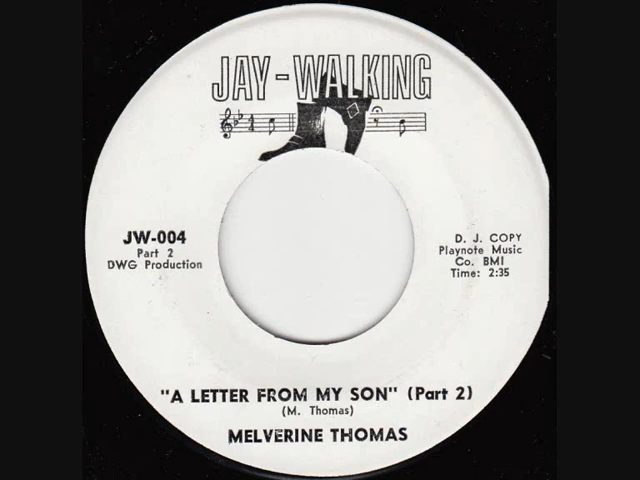 JAY-WALKING
JW-004
Part 2
DWG Production
D. J. COPY
Playnote Music
Co. BMI
Time: 2:35
"A LETTER FROM MY SON" (Part 2)
(M. Thomas)
MELVERINE THOMAS